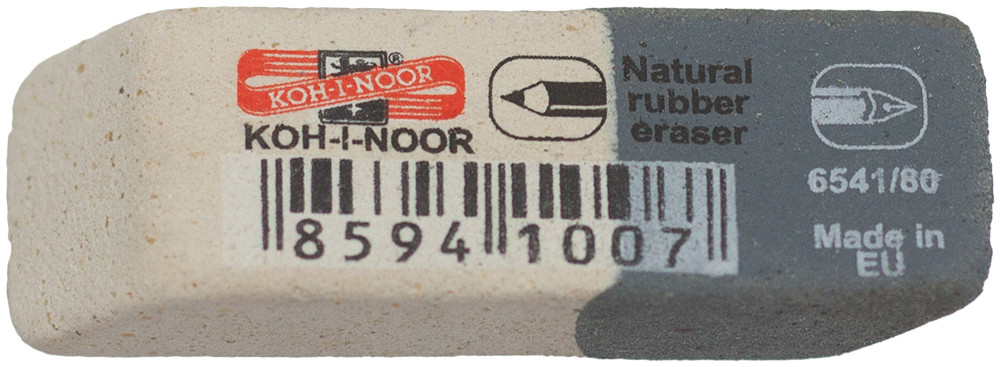 KOH-I-NOOR
®
KOH-I-NOOR
Natural
rubber
eraser
8594 1007
6541/80
Made in
EU